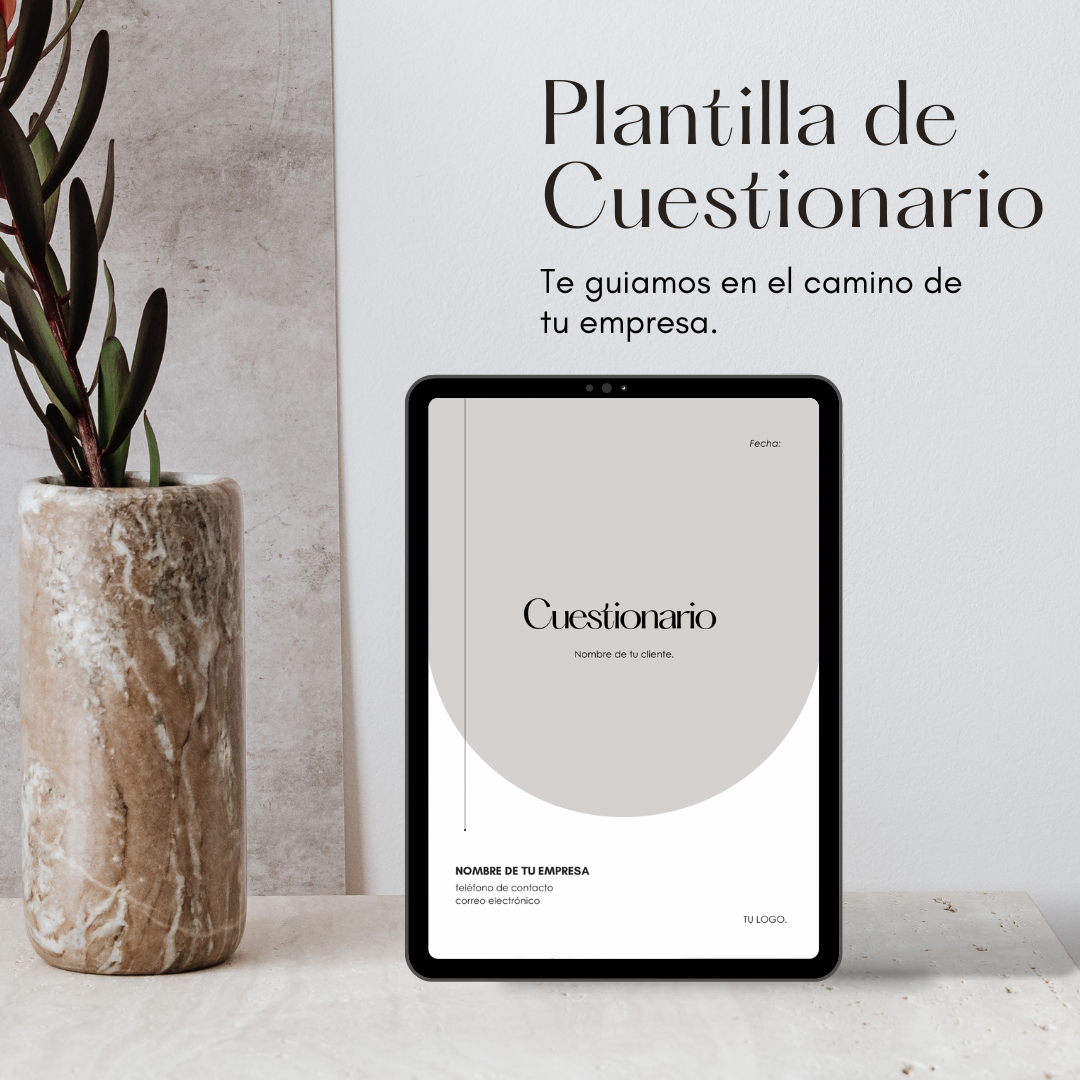 Plantilla de
Cuestionario
Te guiamos en el camino de
tu empresa.
Fecha:
Cuestionario
Nombre de tu cliente.
NOMBRE DE TU EMPRESA
teléfono de contacto
correo electrónico
TU LOGO.